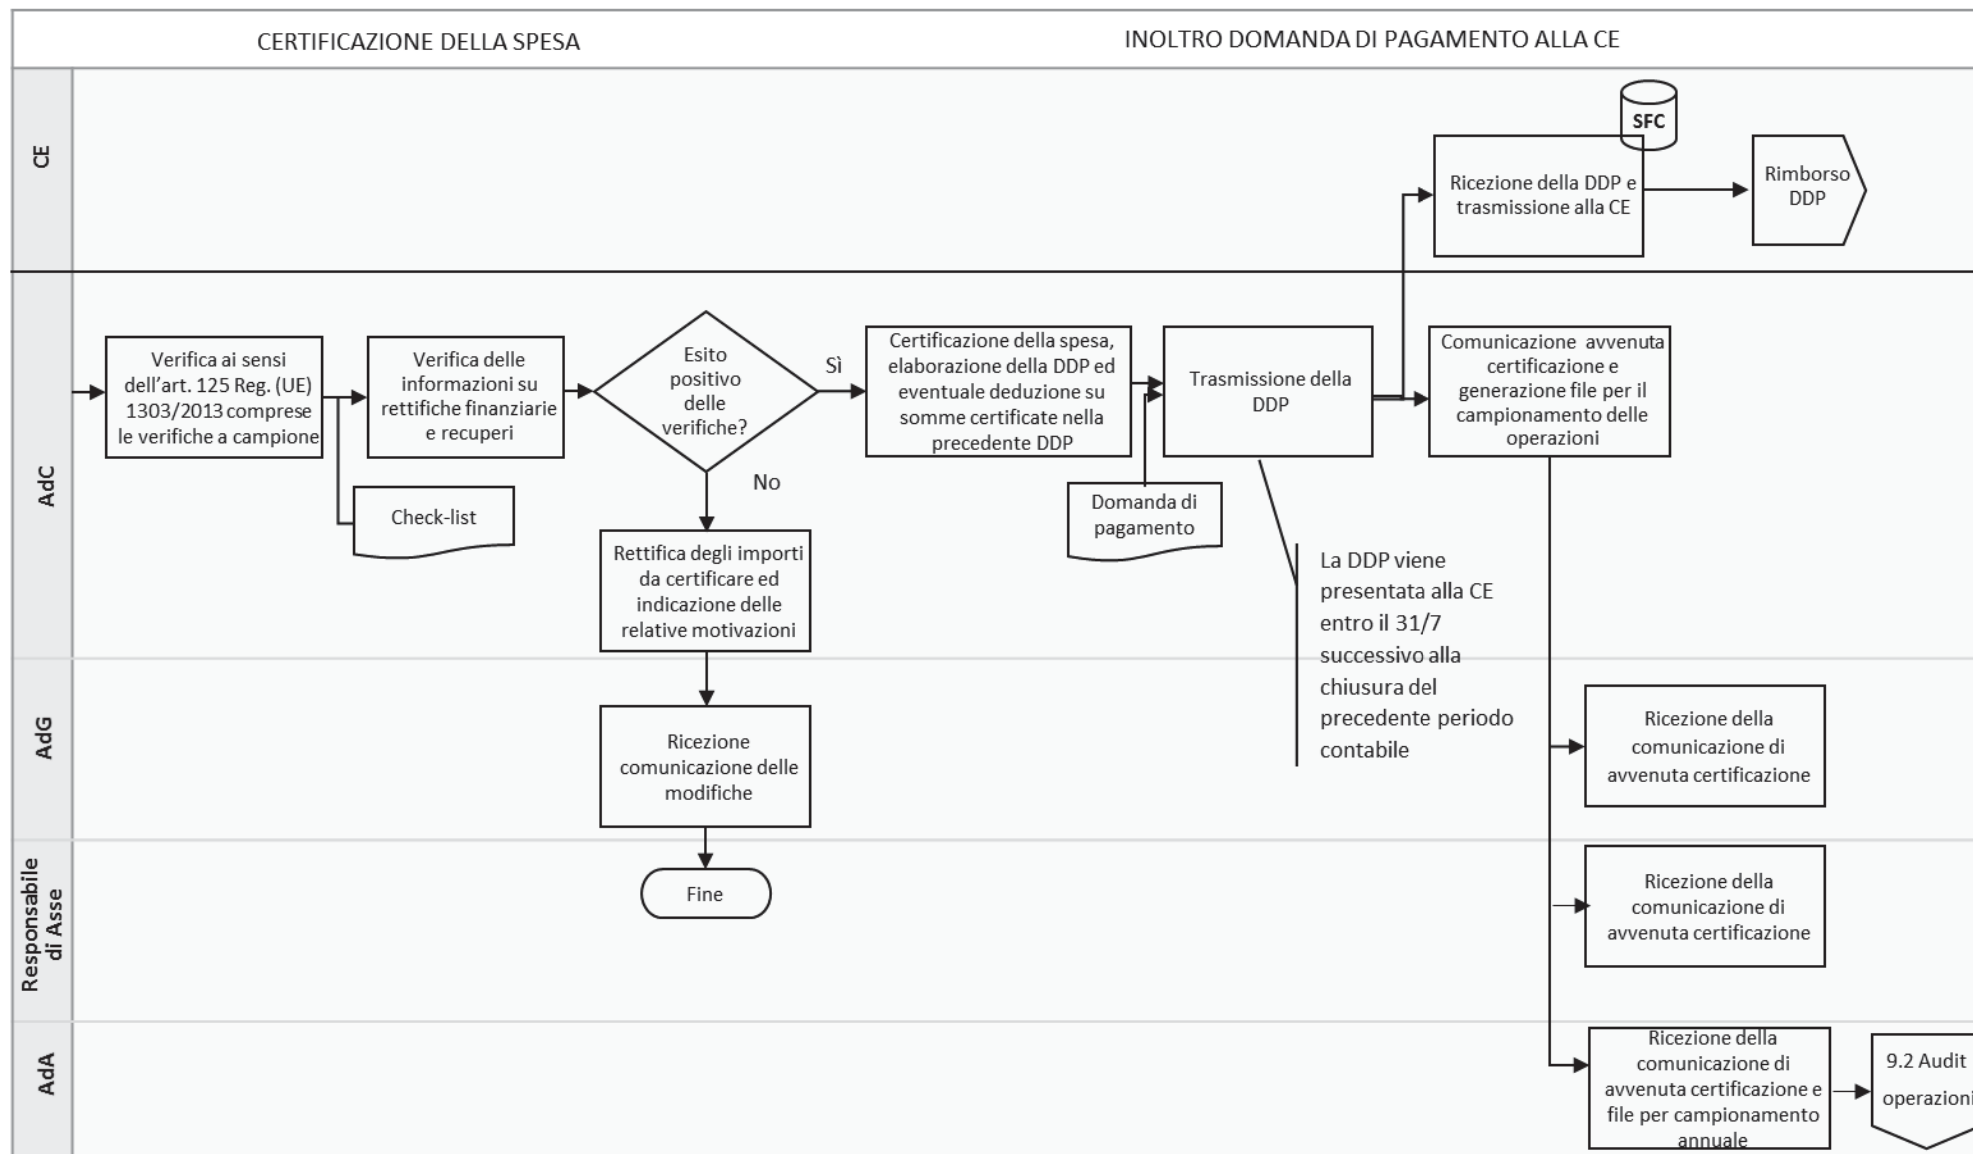 CERTIFICAZIONE DELLA SPESA
INOLTRO DOMANDA DI PAGAMENTO ALLA CE
CE
SFC
Ricezione della DDP e
trasmissione alla CE
Rimborso
DDP
AdC
Verifica ai sensi
dell'art. 125 Reg. (UE)
1303/2013 comprese
le verifiche a campione
Verifica delle
informazioni su
rettifiche finanziarie
e recuperi
Esito
positivo
delle
verifiche?
Sì
No
Certificazione della spesa,
elaborazione della DDP ed
eventuale deduzione su
somme certificate nella
precedente DDP
Trasmissione della
DDP
Comunicazione avvenuta
certificazione e
generazione file per il
campionamento delle
operazioni
Check-list
Domanda di
pagamento
Rettifica degli importi
da certificare ed
indicazione delle
relative motivazioni
La DDP viene
presentata alla CE
entro il 31/7
successivo alla
chiusura del
precedente periodo
contabile
AdG
Ricezione
comunicazione delle
modifiche
Ricezione della
comunicazione di
avvenuta certificazione
Responsabile
di Asse
Fine
Ricezione della
comunicazione di
avvenuta certificazione
AdA
Ricezione della
comunicazione di
avvenuta certificazione e
file per campionamento
annuale
9.2 Audit
operazioni